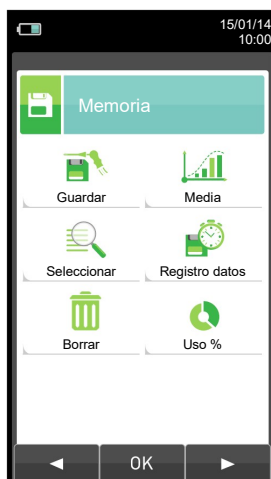 15/01/14
10:00
Memoria
Guardar
Media
Seleccionar
Registro datos
Borrar
Uso %
◄ OK ►